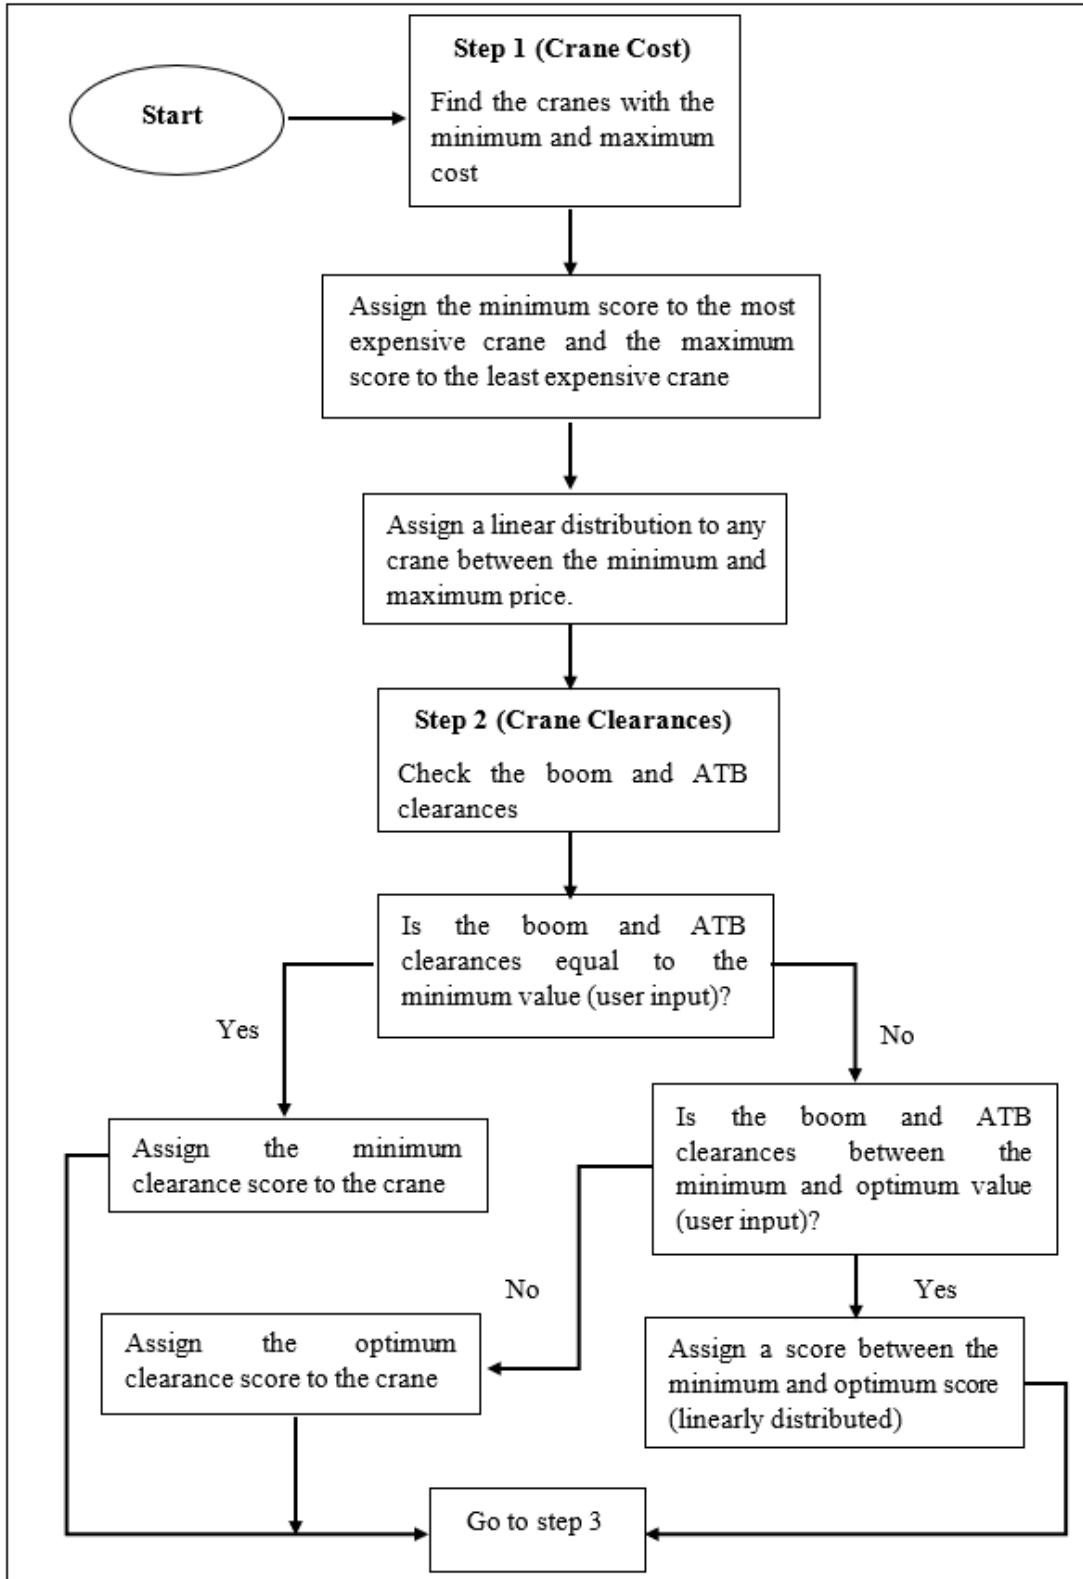 Start
Step 1 (Crane Cost)
Find the cranes with the
minimum and maximum
cost
Assign the minimum score to the most
expensive crane and the maximum
score to the least expensive crane
Assign a linear distribution to any
crane between the minimum and
maximum price.
Step 2 (Crane Clearances)
Check the boom and ATB
clearances
Is the boom and ATB
clearances equal to the
minimum value (user input)?
Yes
No
Assign the minimum
clearance score to the crane
Is the boom and ATB
clearances between the
minimum and optimum value
(user input)?
No
Yes
Assign the optimum
clearance score to the crane
Assign a score between the
minimum and optimum score
(linearly distributed)
Go to step 3